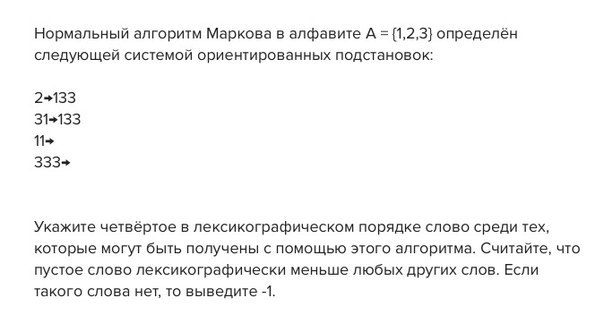 Нормальный алгоритм Маркова в алфавите A = {1,2,3} определён
следующей системой ориентированных подстановок:
2→133
31→133
11→
333→
Укажите четвёртое в лексикографическом порядке слово среди тех,
которые могут быть получены с помощью этого алгоритма. Считайте, что
пустое слово лексикографически меньше любых других слов. Если
такого слова нет, то выведите -1.